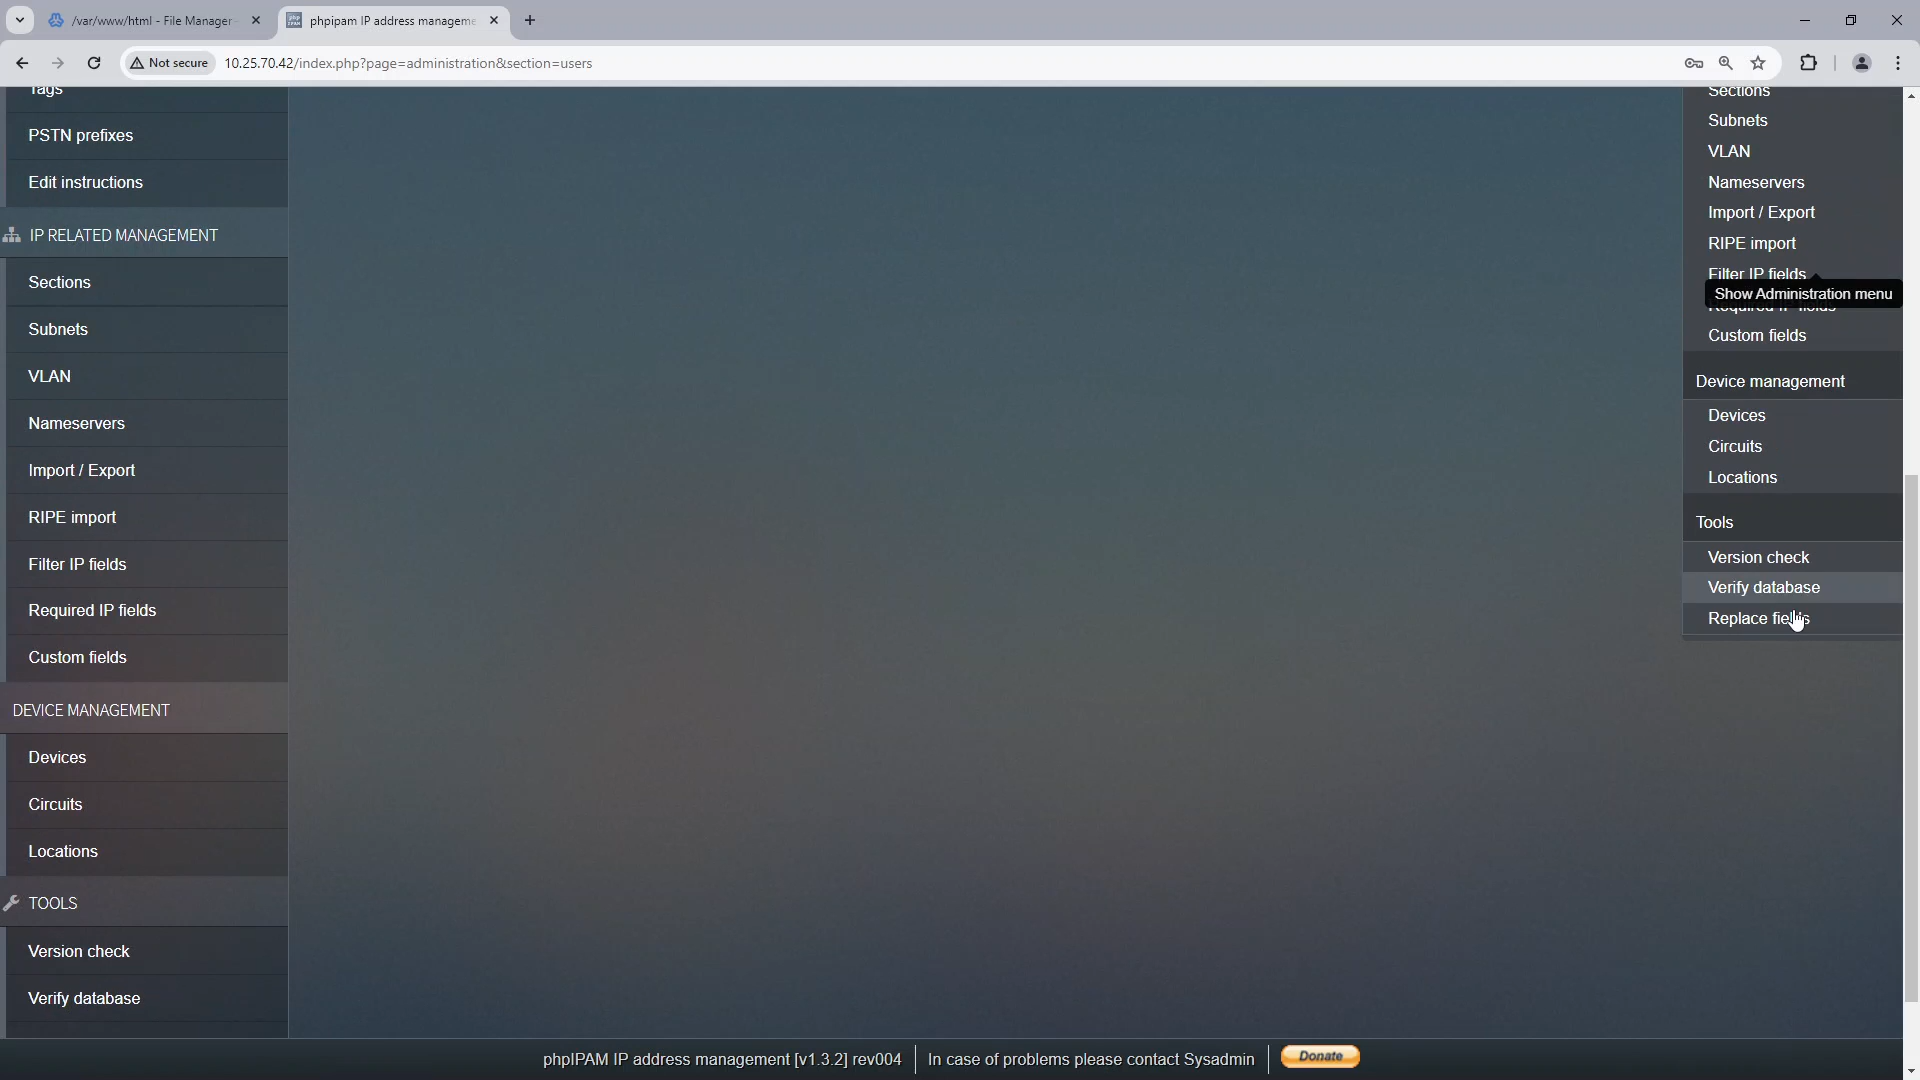 /var/www/html - File Manager
phpipam IP address manageme
Not secure
10.25.70.42/index.php?page=administration&section=users
Tags
PSTN prefixes
Edit instructions
IP RELATED MANAGEMENT
Sections
Subnets
VLAN
Nameservers
Import / Export
RIPE import
Filter IP fields
Required IP fields
Custom fields
DEVICE MANAGEMENT
Devices
Circuits
Locations
TOOLS
Version check
Verify database
Sections
Subnets
VLAN
Nameservers
Import / Export
RIPE import
Filter IP fields
Show Administration menu
Required IP fields
Custom fields
Device management
Devices
Circuits
Locations
Tools
Version check
Verify database
Replace fields
phpIPAM IP address management [v1.3.2] rev004
In case of problems please contact Sysadmin
Donate